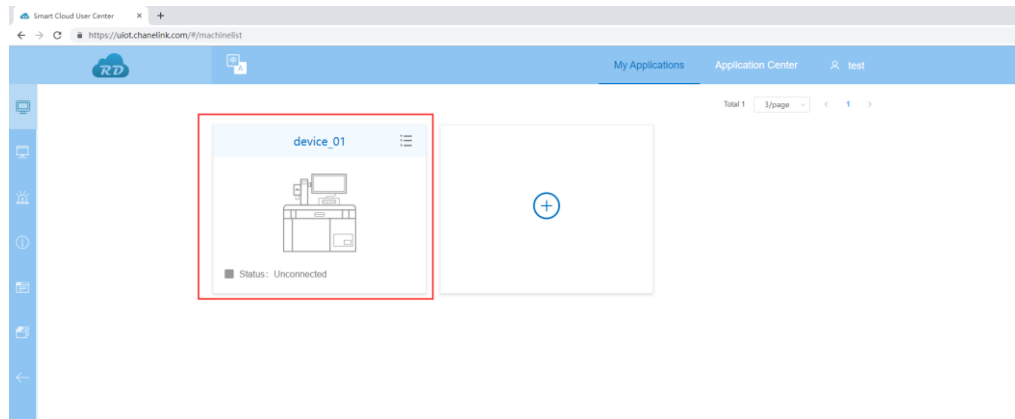 Smart Cloud User Center
https://uiot.chanelink.com/#/machinelist
RD
中 A
My Applications
Application Center
test
Total 1
3/page
1
device_01
Status: Unconnected